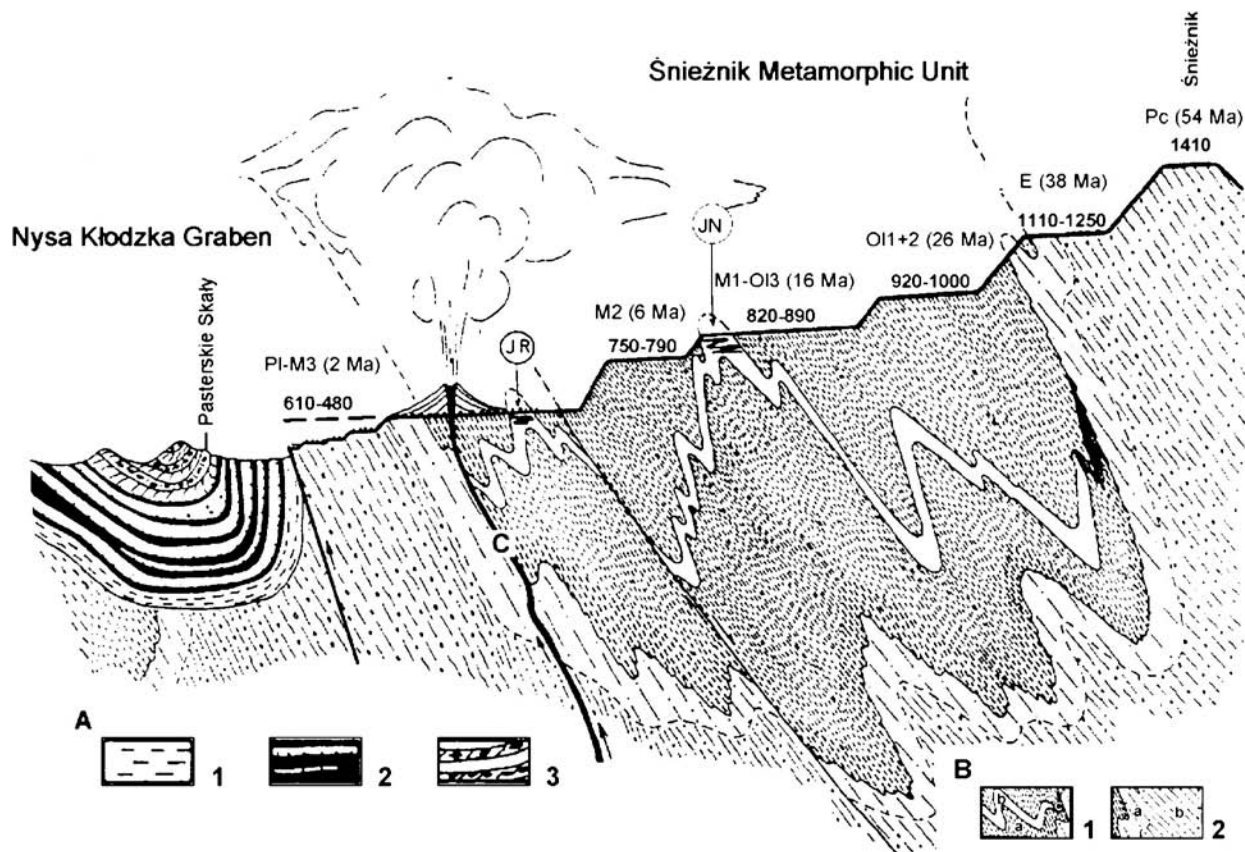 Śnieżnik Metamorphic Unit
Śnieżnik
Pc (54 Ma)
1410
E (38 Ma)
1110-1250
Nysa Kłodzka Graben
Pasterskie Skały
JN
Ol1+2 (26 Ma)
920-1000
M1-Ol3 (16 Ma)
820-890
M2 (6 Ma)
750-790
JR
Pl-M3 (2 Ma)
610-480
C
A
1
2
3
B
b
a
1
a
b
2